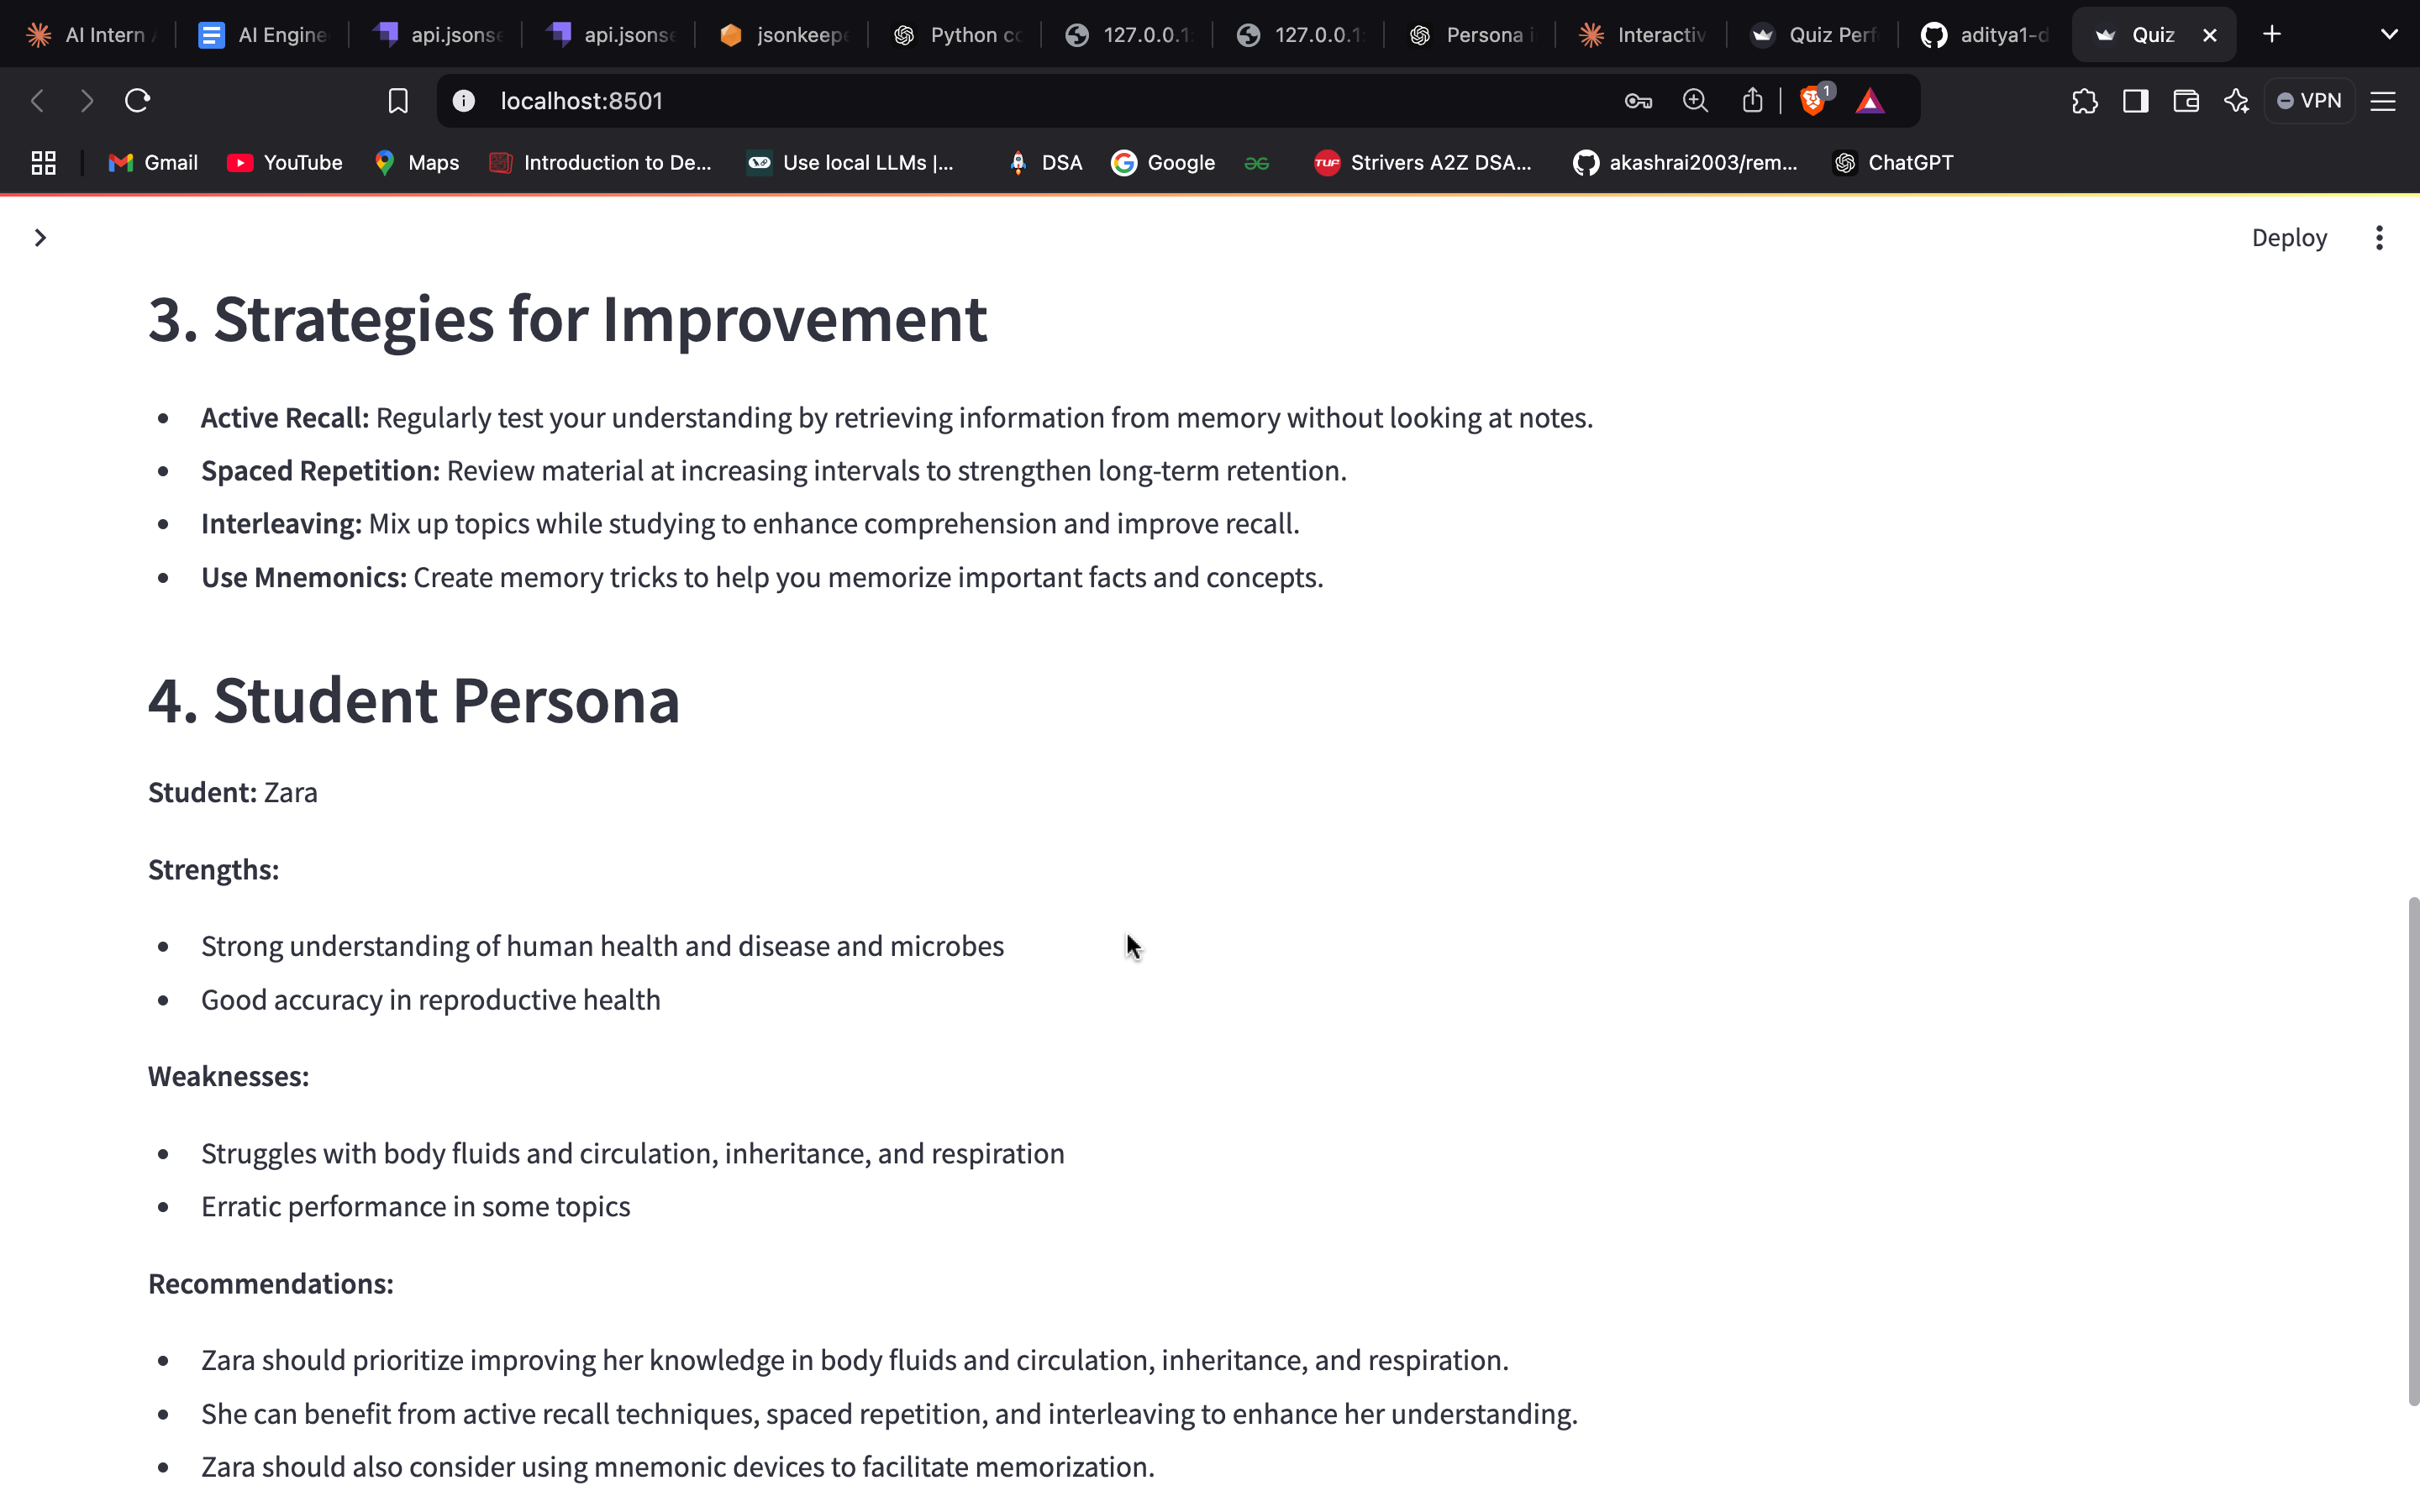 AI Intern
AI Engine
api.jsons
api.jsons
jsonkeep
Python co
127.0.0.1
127.0.0.1
Persona i
Interactiv
Quiz Perf
aditya1-d
Quiz
localhost:8501
1
VPN
Gmail
YouTube
Maps
Introduction to De...
Use local LLMs |...
DSA
Google
TUF
Strivers A2Z DSA...
akashrai2003/rem...
ChatGPT
Deploy
3. Strategies for Improvement
• Active Recall: Regularly test your understanding by retrieving information from memory without looking at notes.
• Spaced Repetition: Review material at increasing intervals to strengthen long-term retention.
• Interleaving: Mix up topics while studying to enhance comprehension and improve recall.
• Use Mnemonics: Create memory tricks to help you memorize important facts and concepts.
4. Student Persona
Student: Zara
Strengths:
• Strong understanding of human health and disease and microbes
• Good accuracy in reproductive health
Weaknesses:
• Struggles with body fluids and circulation, inheritance, and respiration
• Erratic performance in some topics
Recommendations:
• Zara should prioritize improving her knowledge in body fluids and circulation, inheritance, and respiration.
• She can benefit from active recall techniques, spaced repetition, and interleaving to enhance her understanding.
• Zara should also consider using mnemonic devices to facilitate memorization.